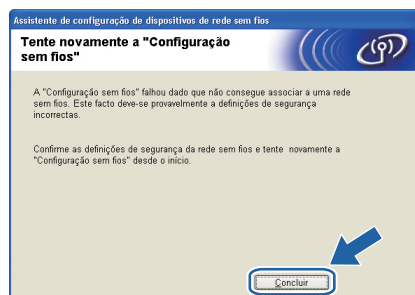 Assistente de configuração de dispositivos de rede sem fios
Tente novamente a "Configuração
sem fios"
A "Configuração sem fios" falhou dado que não consegue associar a uma rede
sem fios. Este facto deve-se provavelmente a definições de segurança
incorrectas.
Confirme as definições de segurança da rede sem fios e tente novamente a
"Configuração sem fios" desde o início.
Concluir